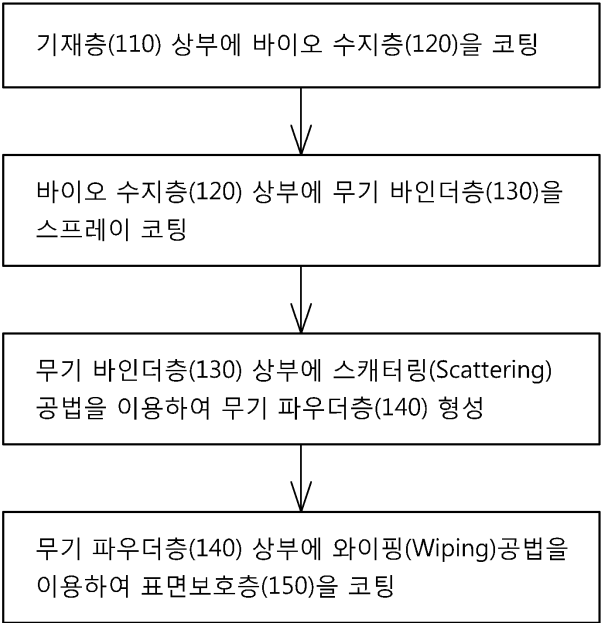 기재층(110) 상부에 바이오 수지층(120)을 코팅
바이오 수지층(120) 상부에 무기 바인더층(130)을
스프레이 코팅
무기 바인더층(130) 상부에 스캐터링(Scattering)
공법을 이용하여 무기 파우더층(140) 형성
무기 파우더층(140) 상부에 와이핑(Wiping)공법을
이용하여 표면보호층(150)을 코팅